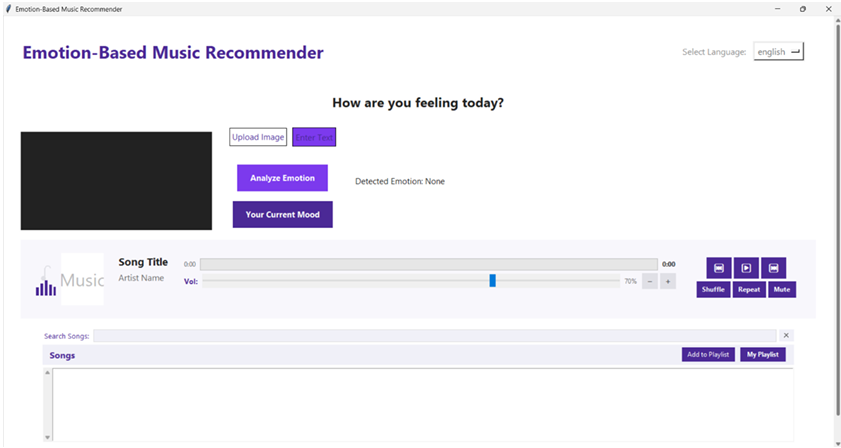 Emotion-Based Music Recommender
Emotion-Based Music Recommender
Select Language: english
How are you feeling today?
Upload Image Enter Text
Analyze Emotion
Detected Emotion: None
Your Current Mood
Music
Song Title
Artist Name
0:00 0:00
Vol: 70% − +
Shuffle Repeat Mute
Search Songs: ×
Songs Add to Playlist My Playlist